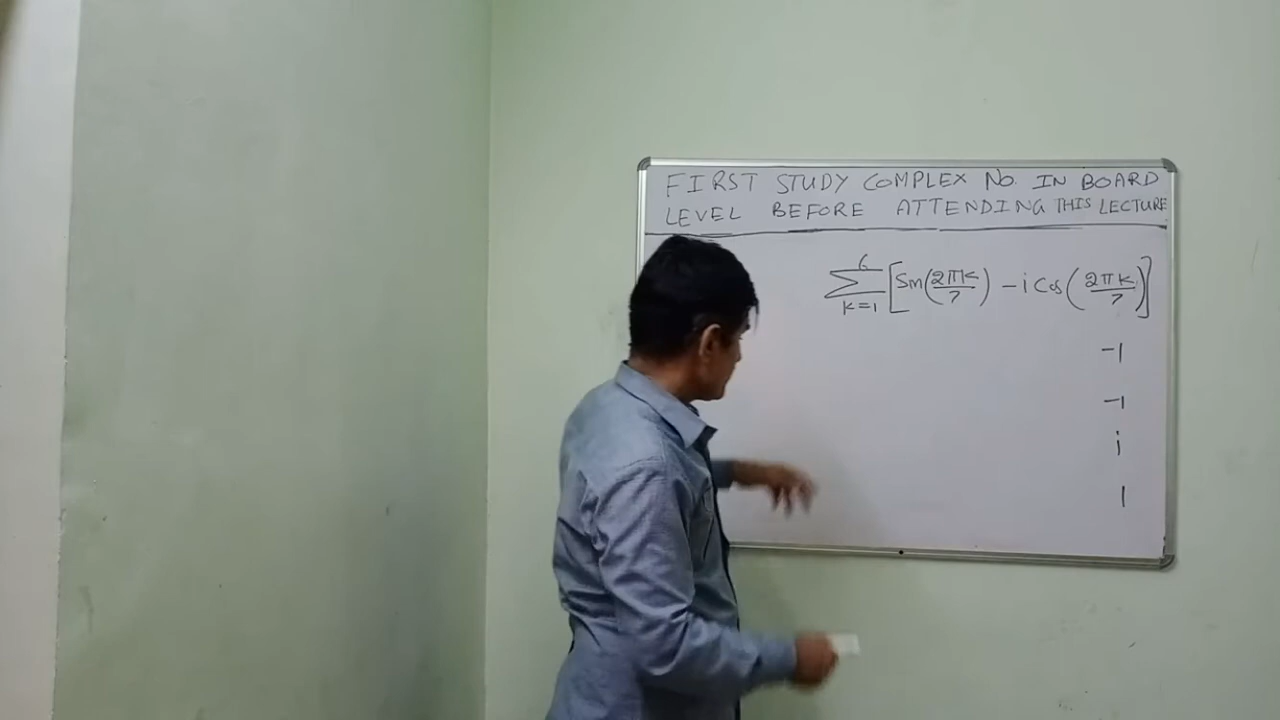 FIRST STUDY COMPLEX NO. IN BOARD
LEVEL BEFORE ATTENDING THIS LECTURE
6
∑ [Sin(2πk/7) - i Cos(2πk/7)]
k=1
-1
-1
i
1